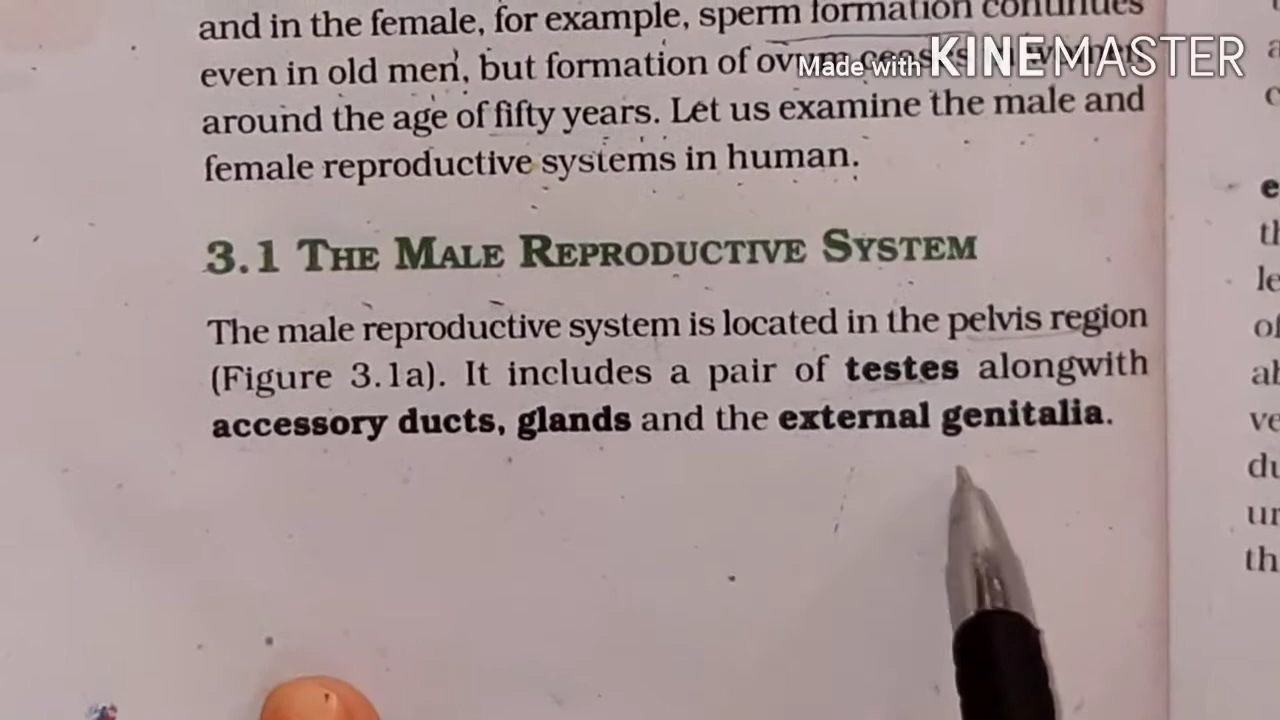 and in the female, for example, sperm formation continues
even in old men, but formation of ovum ceases
Made with KINEMASTER
around the age of fifty years. Let us examine the male and
female reproductive systems in human.
3.1 THE MALE REPRODUCTIVE SYSTEM
The male reproductive system is located in the pelvis region
(Figure 3.1a). It includes a pair of testes alongwith
accessory ducts, glands and the external genitalia.